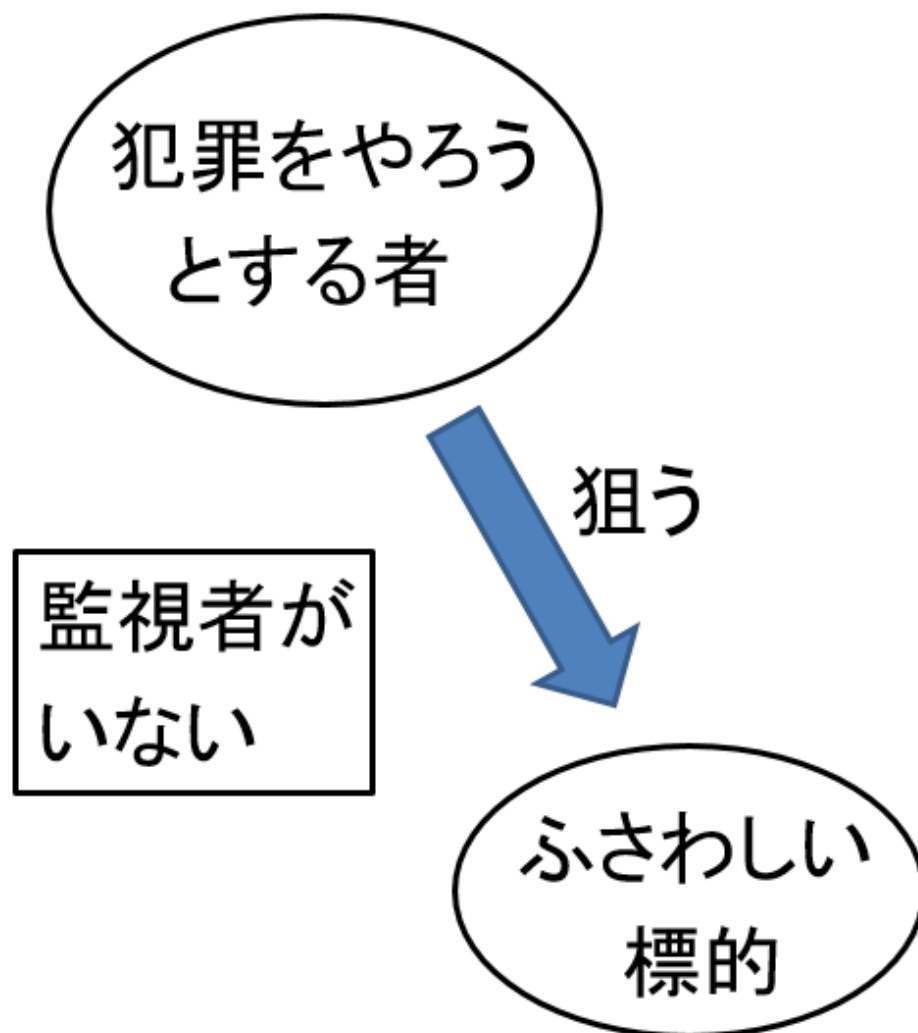 犯罪をやろう
とする者
狙う
監視者が
いない
ふさわしい
標的